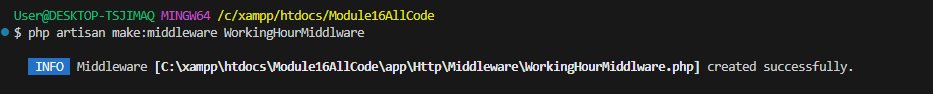 User@DESKTOP-TSJIMAQ MINGW64 /c/xampp/htdocs/Module16AllCode
$ php artisan make:middleware WorkingHourMiddlware
INFO Middleware [C:\xampp\htdocs\Module16AllCode\app\Http\Middleware\WorkingHourMiddlware.php] created successfully.